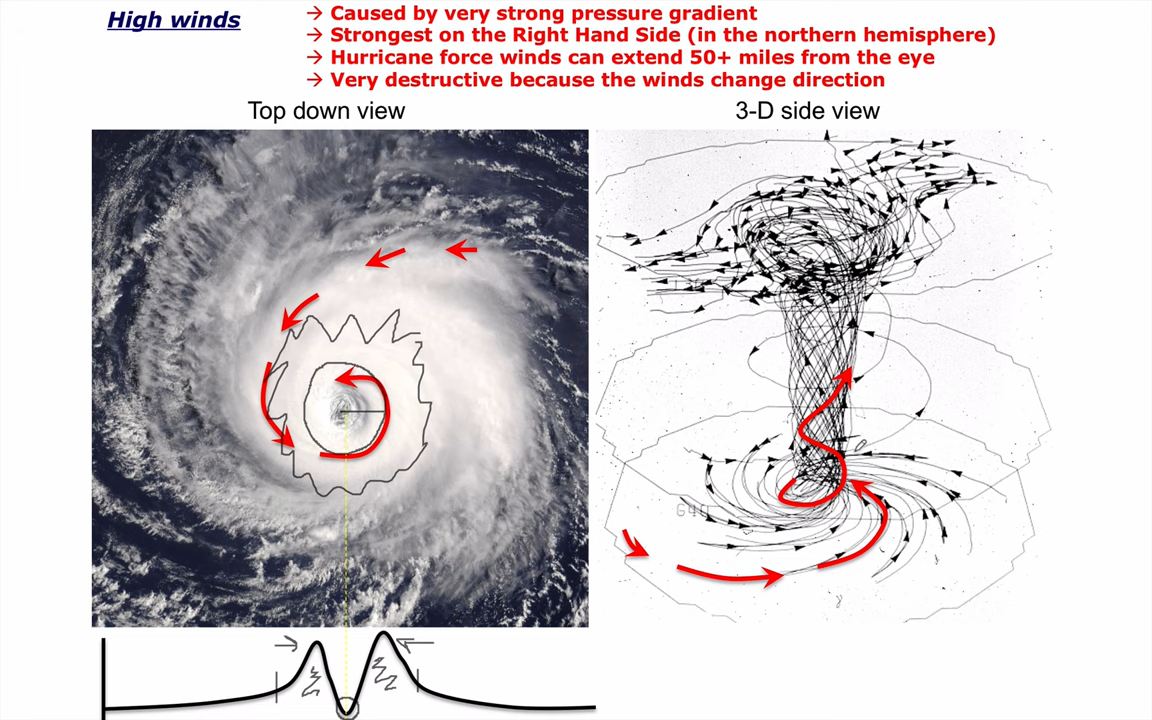 High winds
→ Caused by very strong pressure gradient
→ Strongest on the Right Hand Side (in the northern hemisphere)
→ Hurricane force winds can extend 50+ miles from the eye
→ Very destructive because the winds change direction
Top down view
3-D side view